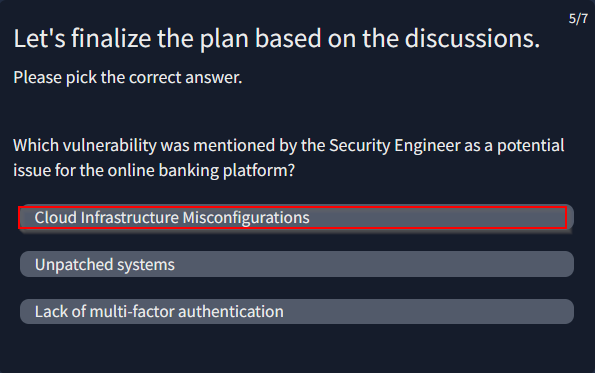 5/7
Let's finalize the plan based on the discussions.
Please pick the correct answer.
Which vulnerability was mentioned by the Security Engineer as a potential
issue for the online banking platform?
Cloud Infrastructure Misconfigurations
Unpatched systems
Lack of multi-factor authentication